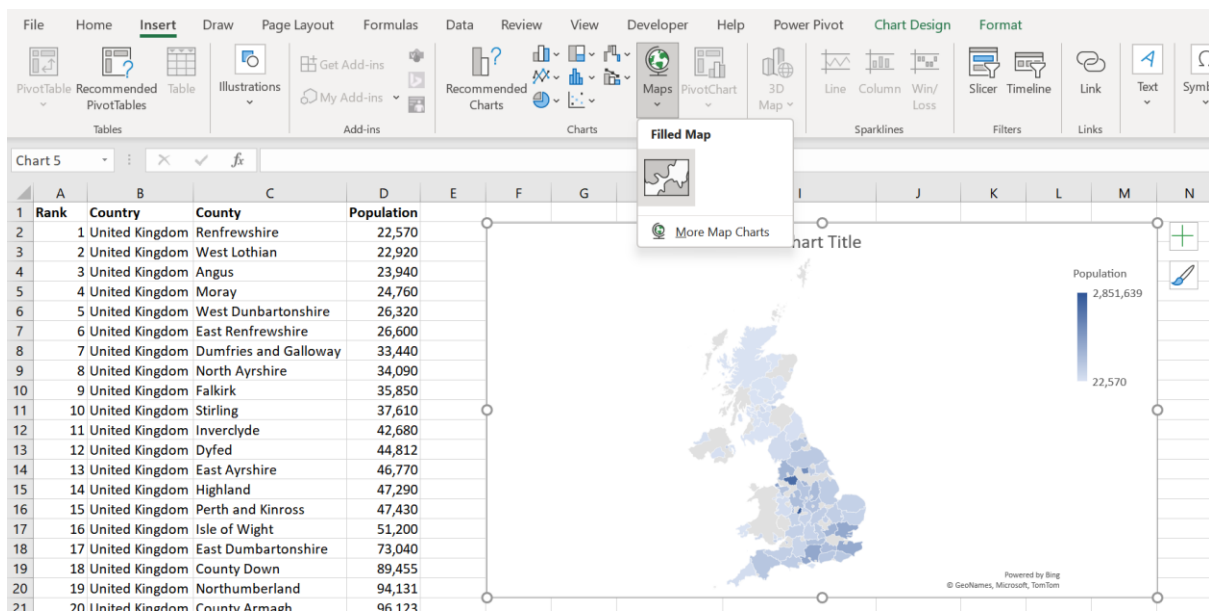 File Home Insert Draw Page Layout Formulas Data Review View Developer Help Power Pivot Chart Design Format
PivotTable
Recommended
PivotTables
Table
Illustrations
Get Add-ins
My Add-ins
Recommended
Charts
Maps
PivotChart
3D
Map
Line
Column
Win/
Loss
Slicer
Timeline
Link
Text
Tables Add-ins Charts Sparklines Filters Links
Filled Map
More Map Charts
Chart 5
fx
A B C D E F G I J K L M N
1 Rank Country County Population
2 1 United Kingdom Renfrewshire 22,570
3 2 United Kingdom West Lothian 22,920
4 3 United Kingdom Angus 23,940
5 4 United Kingdom Moray 24,760
6 5 United Kingdom West Dunbartonshire 26,320
7 6 United Kingdom East Renfrewshire 26,600
8 7 United Kingdom Dumfries and Galloway 33,440
9 8 United Kingdom North Ayrshire 34,090
10 9 United Kingdom Falkirk 35,850
11 10 United Kingdom Stirling 37,610
12 11 United Kingdom Inverclyde 42,680
13 12 United Kingdom Dyfed 44,812
14 13 United Kingdom East Ayrshire 46,770
15 14 United Kingdom Highland 47,290
16 15 United Kingdom Perth and Kinross 47,430
17 16 United Kingdom Isle of Wight 51,200
18 17 United Kingdom East Dumbartonshire 73,040
19 18 United Kingdom County Down 89,455
20 19 United Kingdom Northumberland 94,131
21 20 United Kingdom County Armagh 96,123
hart Title
Population
2,851,639
22,570
Powered by Bing
© GeoNames, Microsoft, TomTom